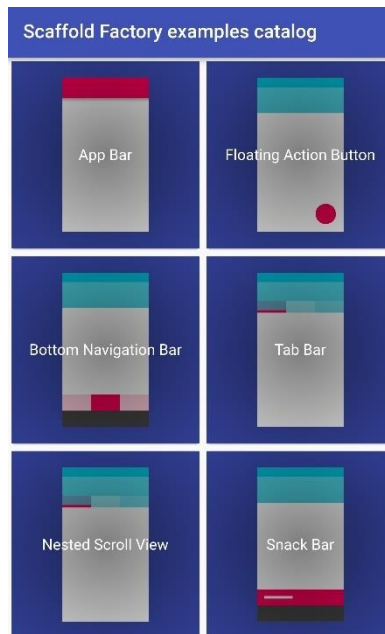 Scaffold Factory examples catalog
App Bar
Floating Action Button
Bottom Navigation Bar
Tab Bar
Nested Scroll View
Snack Bar